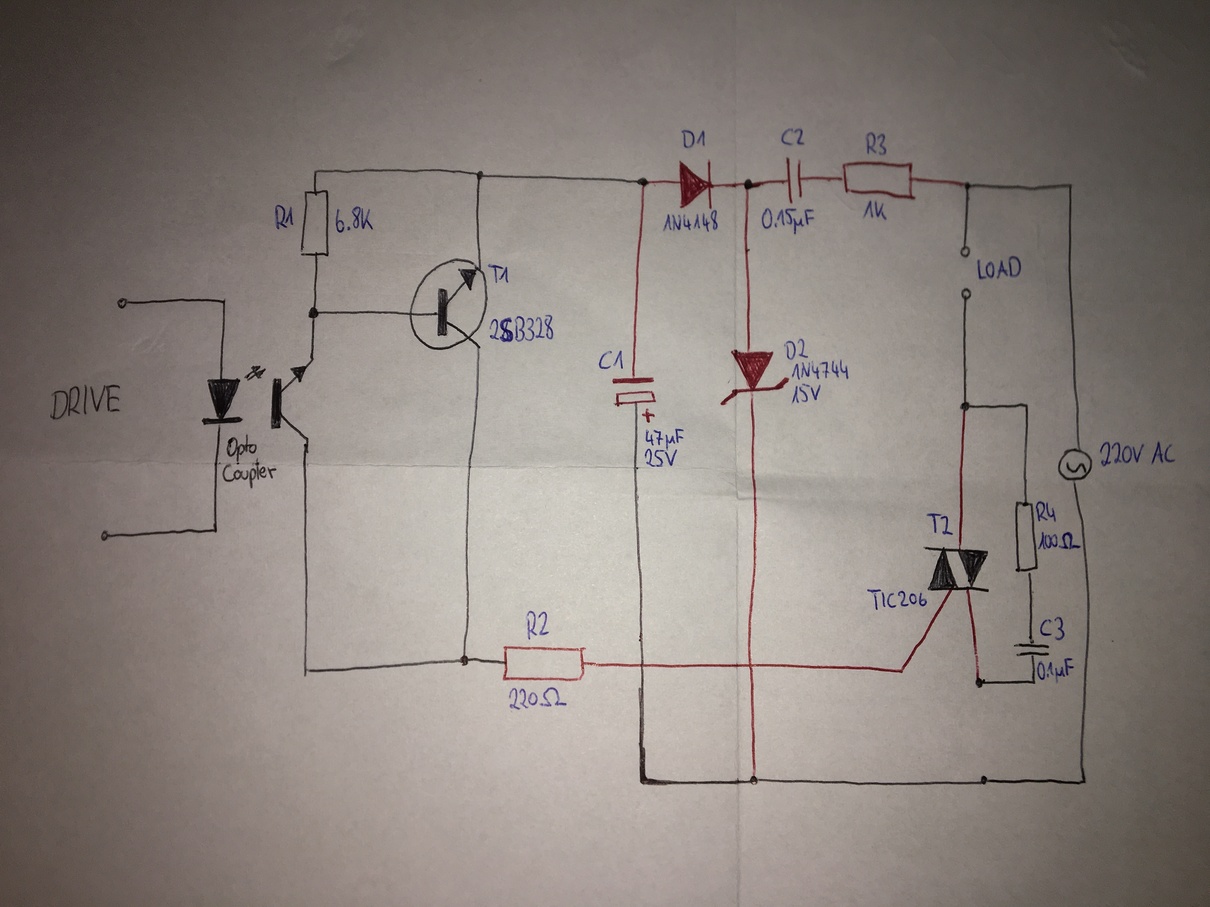 D1
C2
R3
1N4148
0.15µF
1K
R1
6.8K
T1
2SB328
LOAD
DRIVE
Opto
Coupler
C1
+
47µF
25V
D2
1N4744
15V
220V AC
T2
TIC206
R4
100Ω
C3
0.1µF
R2
220Ω